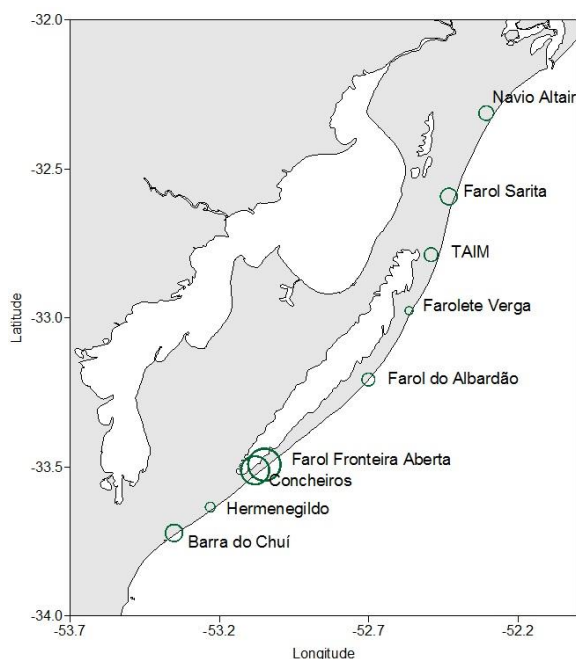 -32.0
Navio Altair
-32.5
Farol Sarita
TAIM
Farolete Verga
-33.0
Latitude
Farol do Albardão
Farol Fronteira Aberta
-33.5
Concheiros
Hermenegildo
Barra do Chuí
-34.0
-53.7
-53.2
-52.7
-52.2
Longitude